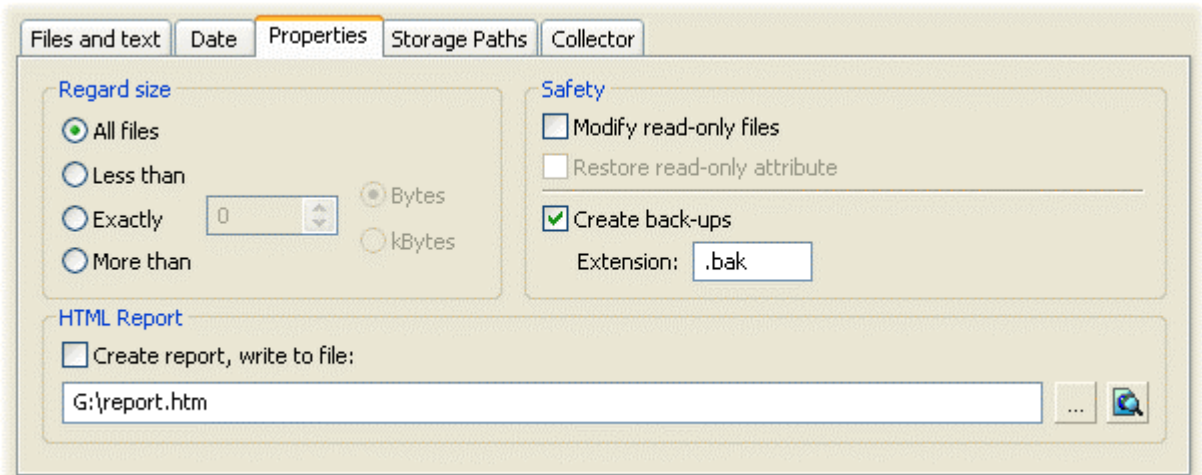 Files and text Date Properties Storage Paths Collector
Regard size
All files
Less than
Exactly 0 Bytes
kBytes
More than
Safety
Modify read-only files
Restore read-only attribute
Create back-ups
Extension: .bak
HTML Report
Create report, write to file:
G:\report.htm ...